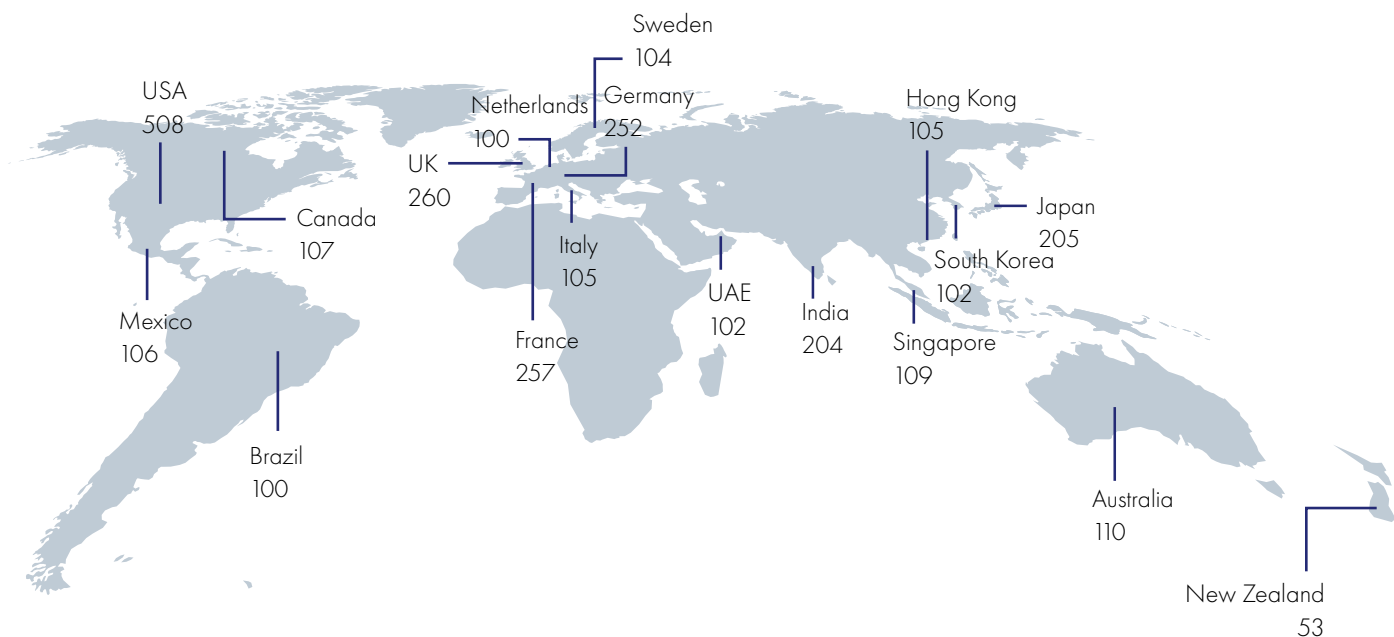 Sweden
104
USA
508
Netherlands
100
Germany
252
Hong Kong
105
UK
260
Canada
107
Italy
105
Japan
205
South Korea
102
UAE
102
India
204
Mexico
106
France
257
Singapore
109
Brazil
100
Australia
110
New Zealand
53